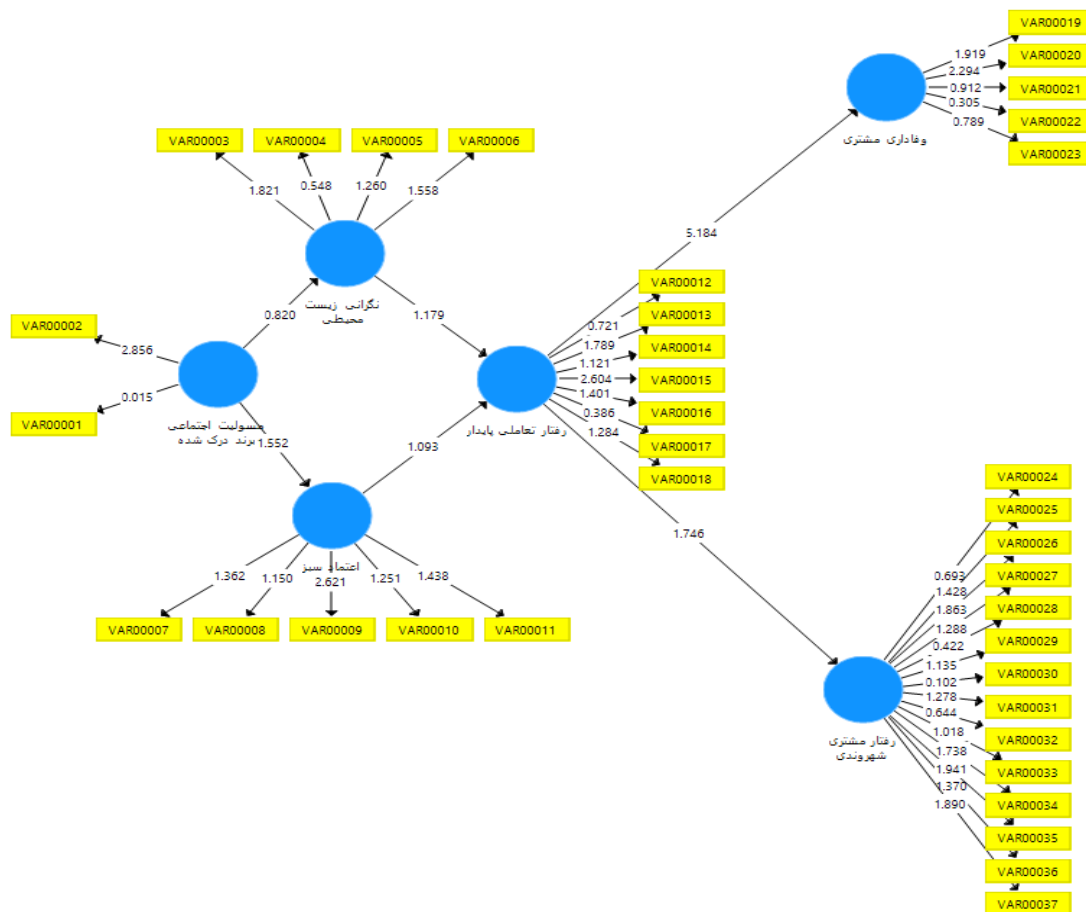 VAR00019
1.919
VAR00020
2.294
VAR00021
0.912
VAR00022
0.305
VAR00023
0.789
وفاداری مشتری
VAR00003
VAR00004
VAR00005
VAR00006
1.821
0.548
1.260
1.558
نگرانی زیست
محیطی
5.184
VAR00002
2.856
VAR00001
0.015
مسولیت اجتماعی
برند درک شده
0.820
1.552
1.179
1.093
رفتار تعاملی پایدار
VAR00012
0.721
VAR00013
1.789
VAR00014
1.121
VAR00015
2.604
VAR00016
1.401
VAR00017
0.386
VAR00018
1.284
اعتماد سبز
1.362
1.150
2.621
1.251
1.438
VAR00007
VAR00008
VAR00009
VAR00010
VAR00011
1.746
رفتار مشتری
شهروندی
VAR00024
VAR00025
VAR00026
VAR00027
VAR00028
VAR00029
VAR00030
VAR00031
VAR00032
VAR00033
VAR00034
VAR00035
VAR00036
VAR00037
0.693
1.428
1.863
1.288
0.422
1.135
0.102
1.278
0.644
1.018
1.738
1.941
1.370
1.890